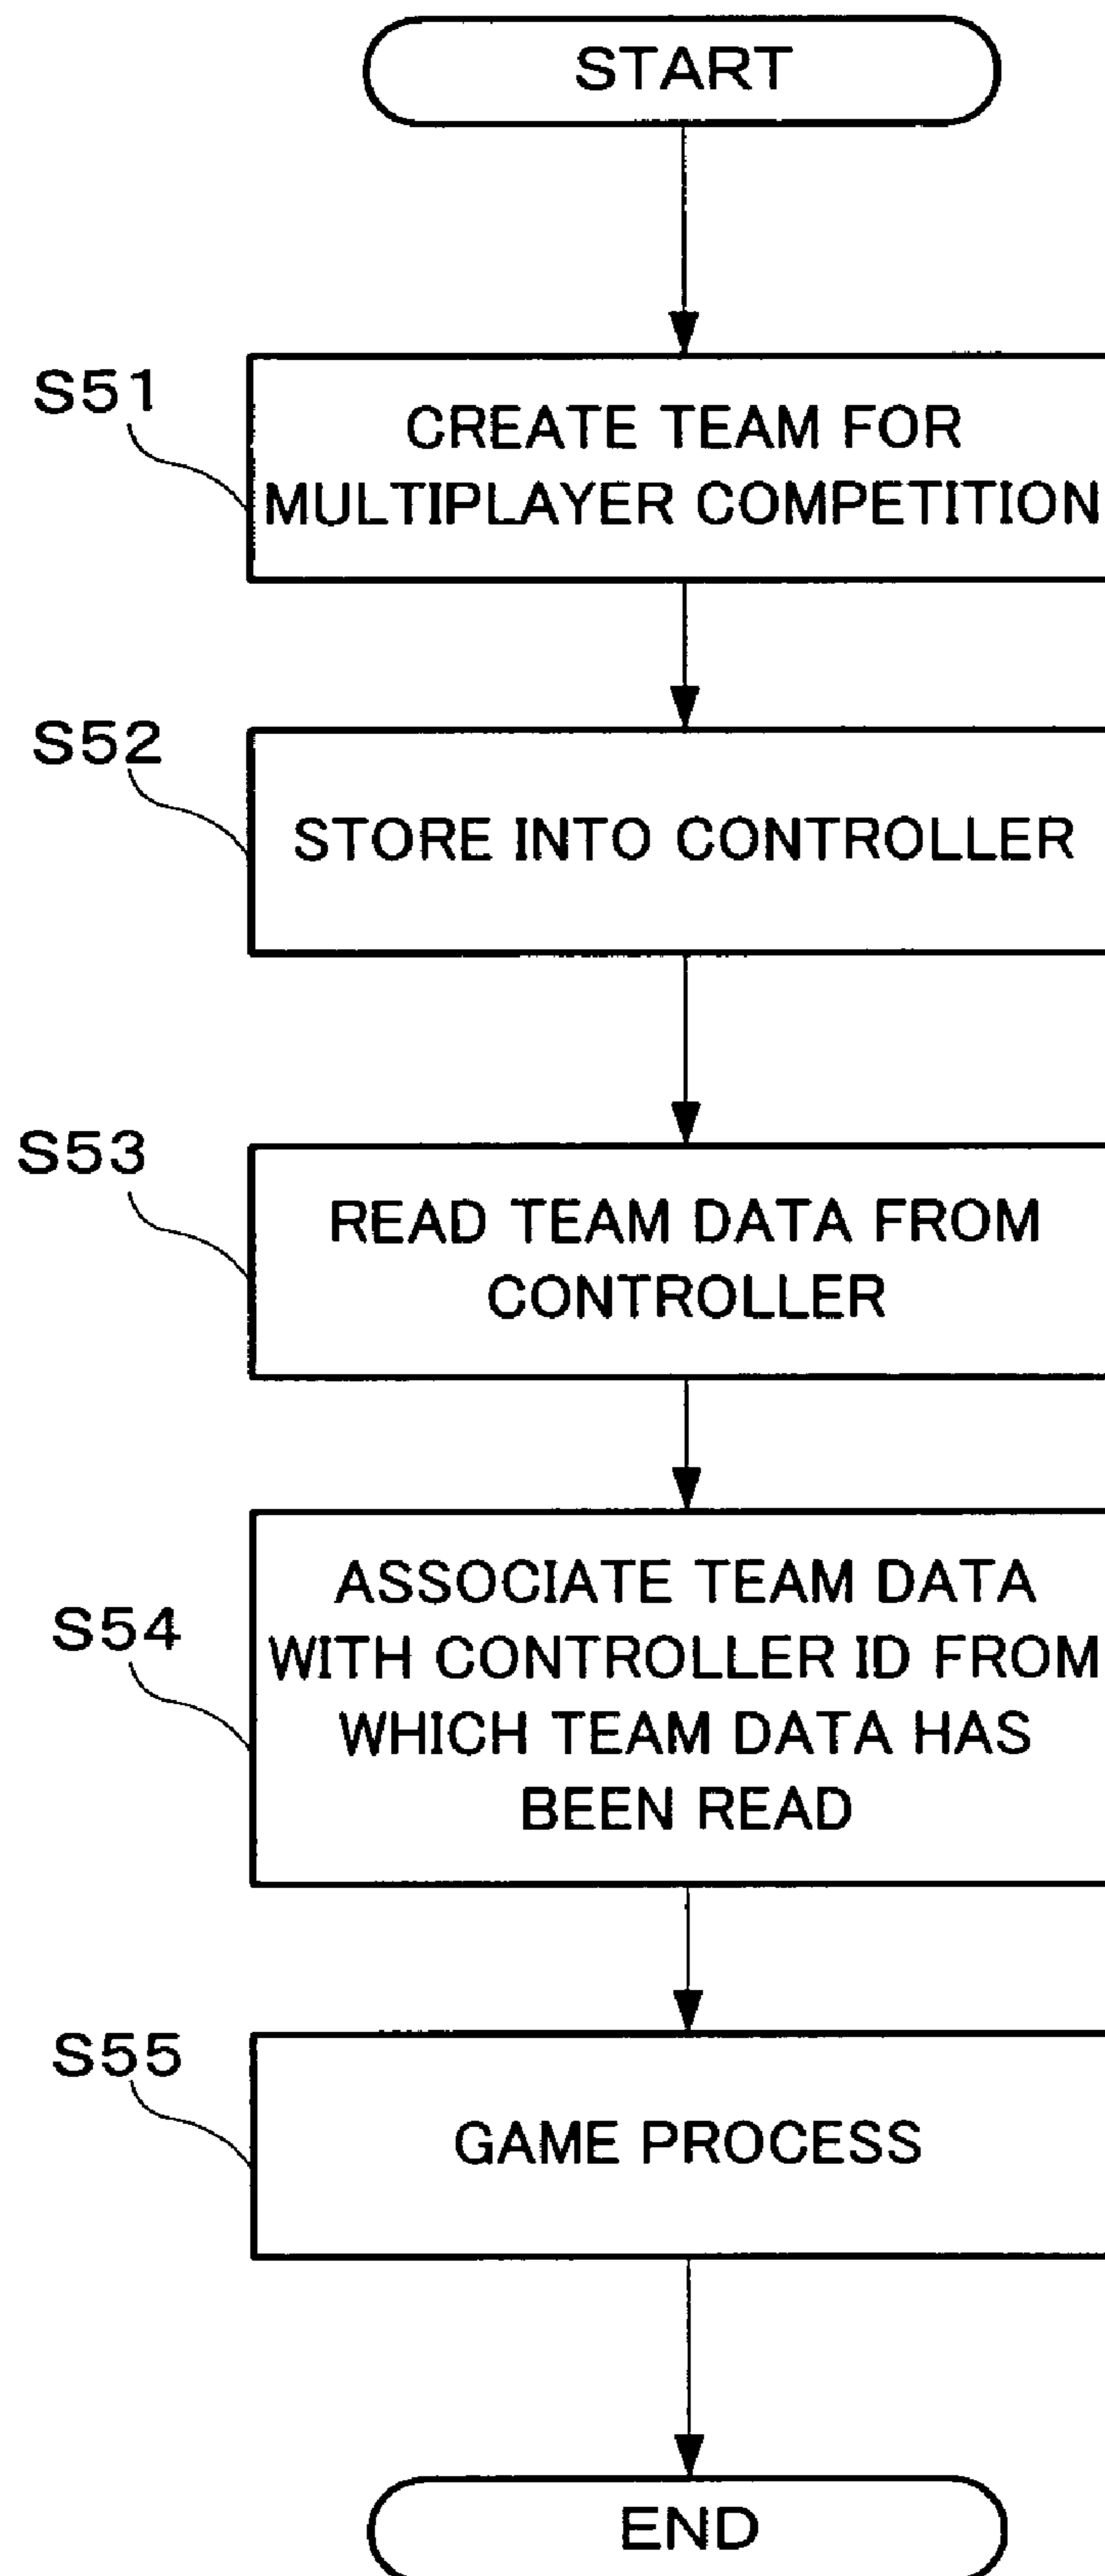 START
S51
CREATE TEAM FOR
MULTIPLAYER COMPETITION
S52
STORE INTO CONTROLLER
S53
READ TEAM DATA FROM
CONTROLLER
S54
ASSOCIATE TEAM DATA
WITH CONTROLLER ID FROM
WHICH TEAM DATA HAS
BEEN READ
S55
GAME PROCESS
END